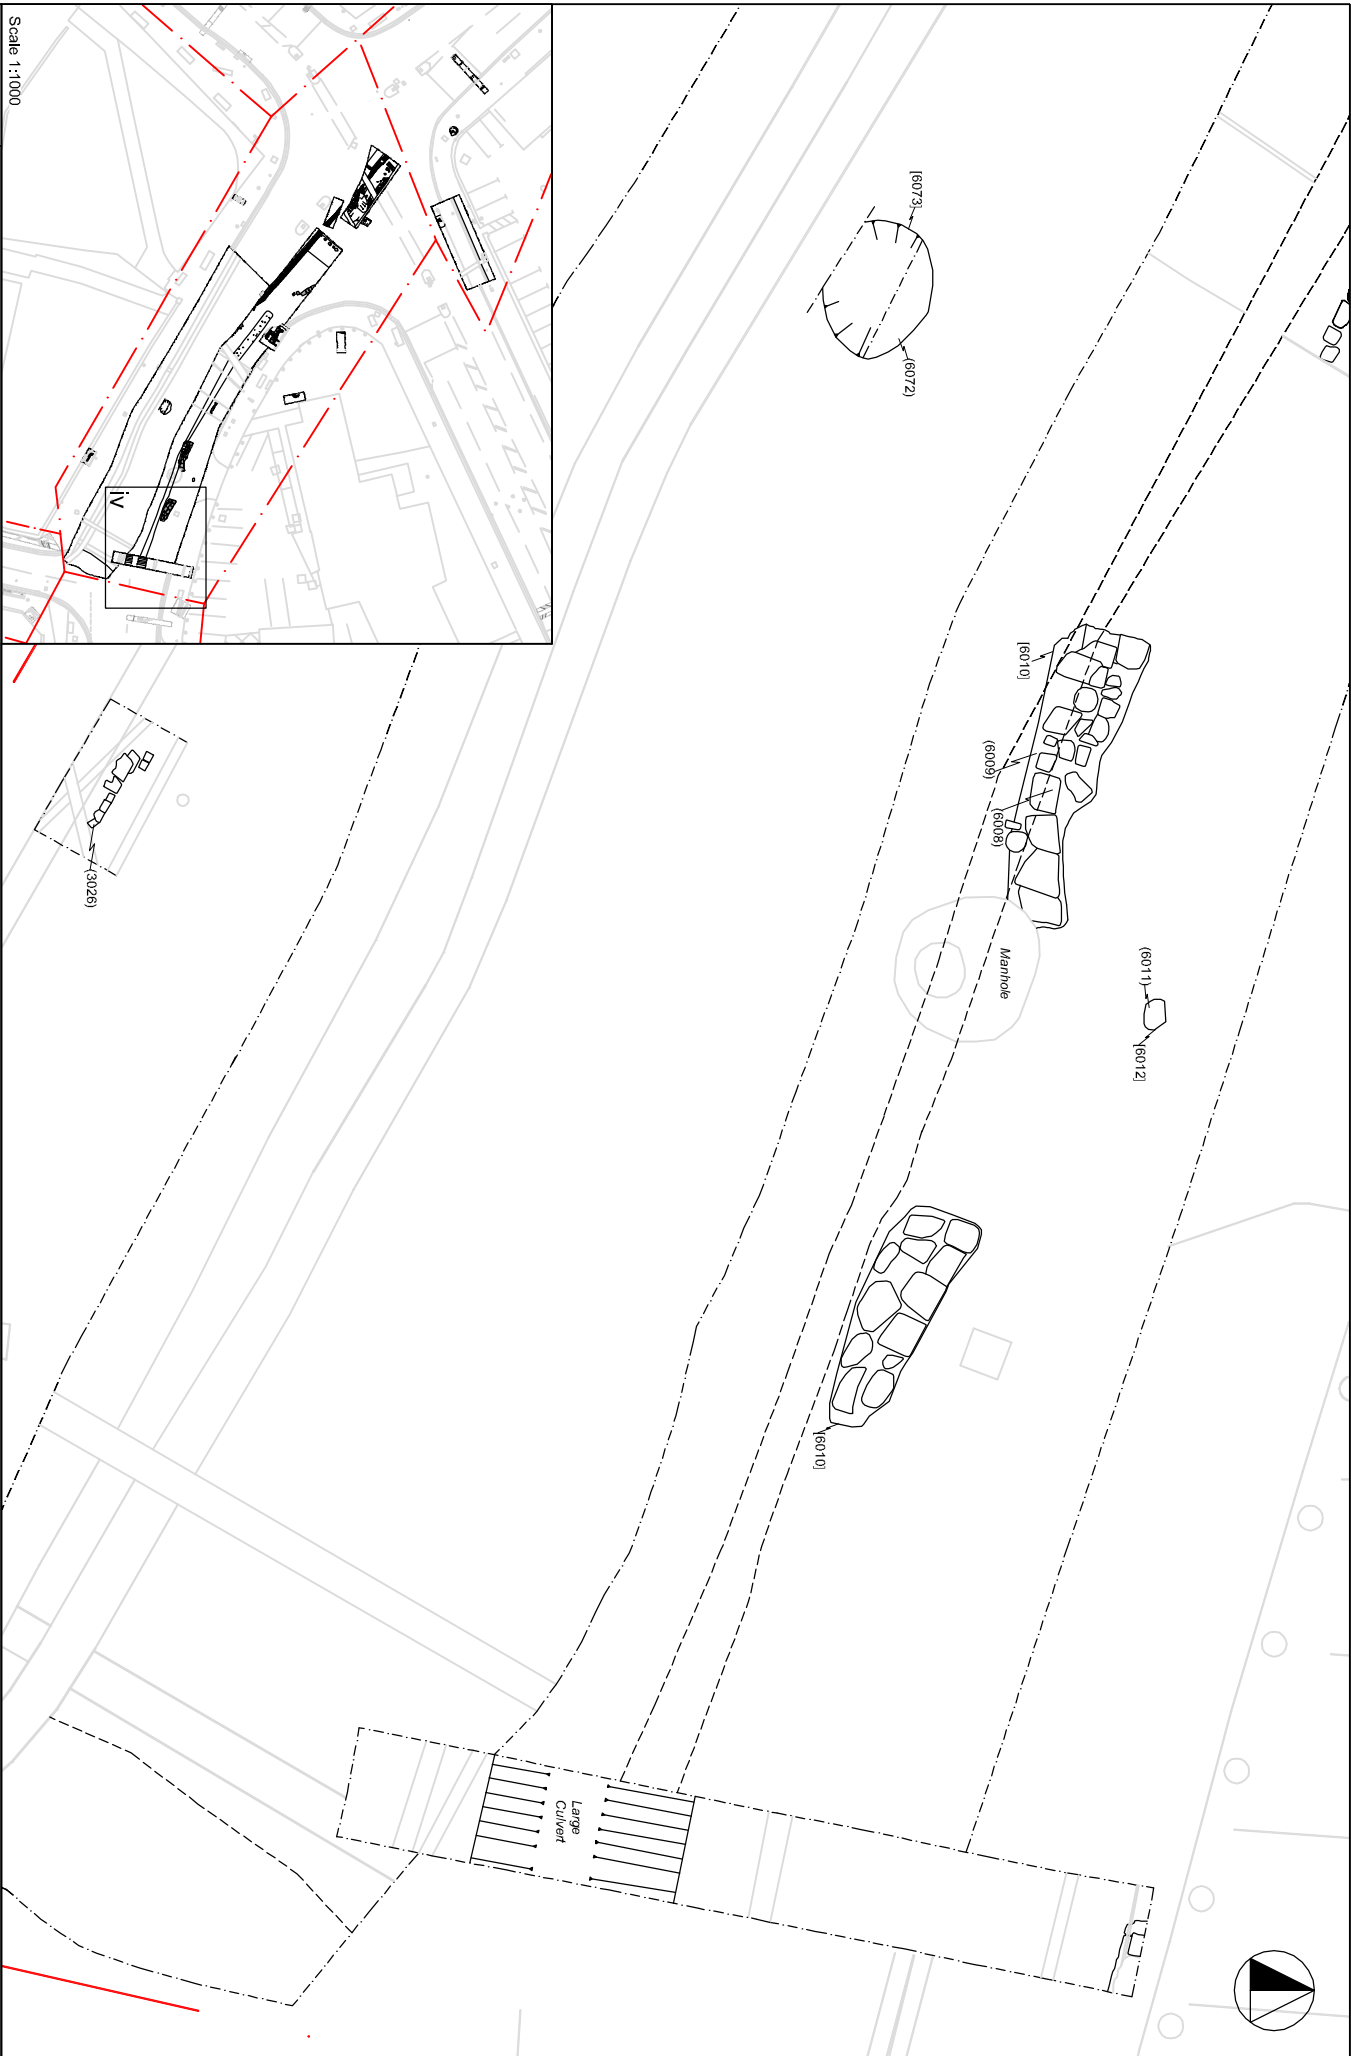 Scale 1:1000
iv
[6073]
(6072)
[6010]
(6009)
(6008)
Manhole
(6011)
[6012]
(3026)
[6010]
Large
Culvert